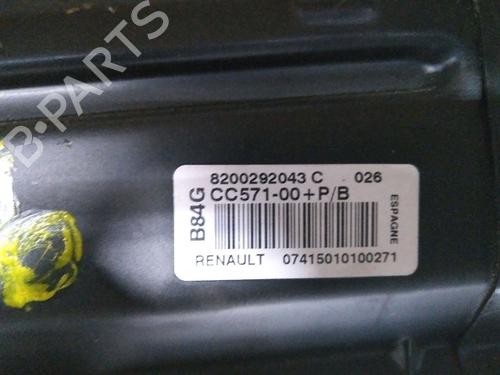 B-PARTS
8200292043 C 026
B84G
CC571-00+P/B
ESPAGNE
RENAULT 07415010100271